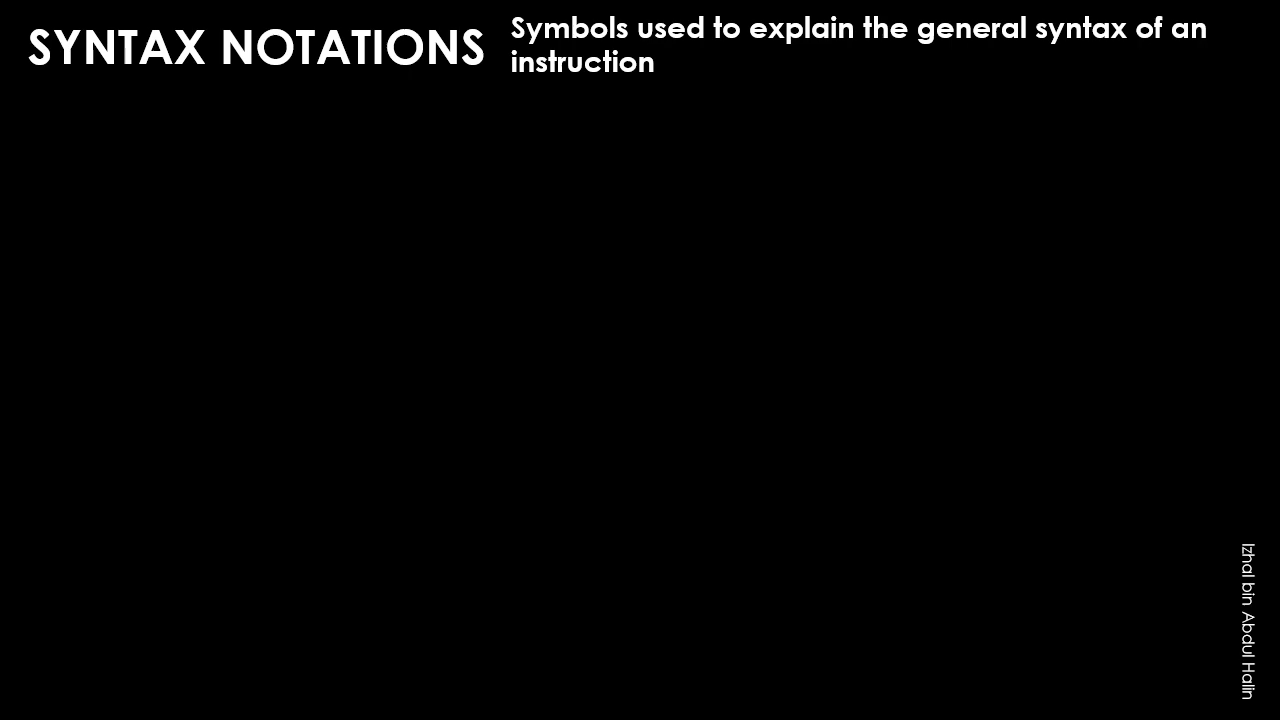 SYNTAX NOTATIONS
Symbols used to explain the general syntax of an
instruction
Izhal bin Abdul Halin